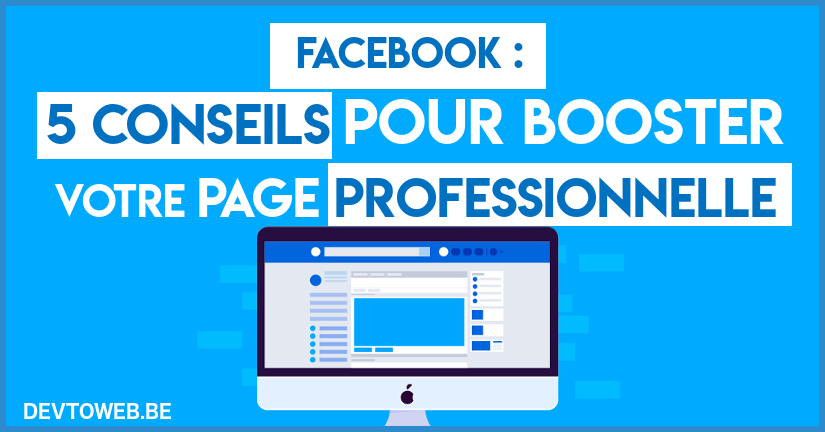 FACEBOOK :
5 CONSEILS POUR BOOSTER
VOTRE PAGE PROFESSIONNELLE
DEVTOWEB.BE